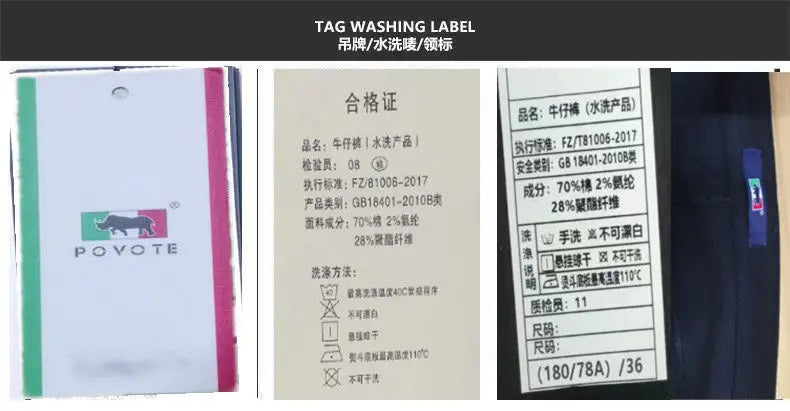 TAG WASHING LABEL
吊牌/水洗唛/领标
®
POVOTE
合格证
品名：牛仔裤（水洗产品）
检验员：08
执行标准：FZ/81006-2017
产品类别：GB18401-2010B类
面料成分：70%棉 2%氨纶
28%聚酯纤维
洗涤方法：
40
最高洗涤温度40C常规程序
不可漂白
悬挂晾干
熨斗底板最高温度110℃
不可干洗
品名：牛仔裤（水洗产品）
执行标准：FZ/T81006-2017
安全类别：GB 18401-2010B类
成分：70%棉 2%氨纶
28%聚酯纤维
洗涤说明
手洗 不可漂白
悬挂晾干 不可干洗
熨斗底板最高温度110℃
质检员：11
尺码：
尺码：
(180/78A) /36